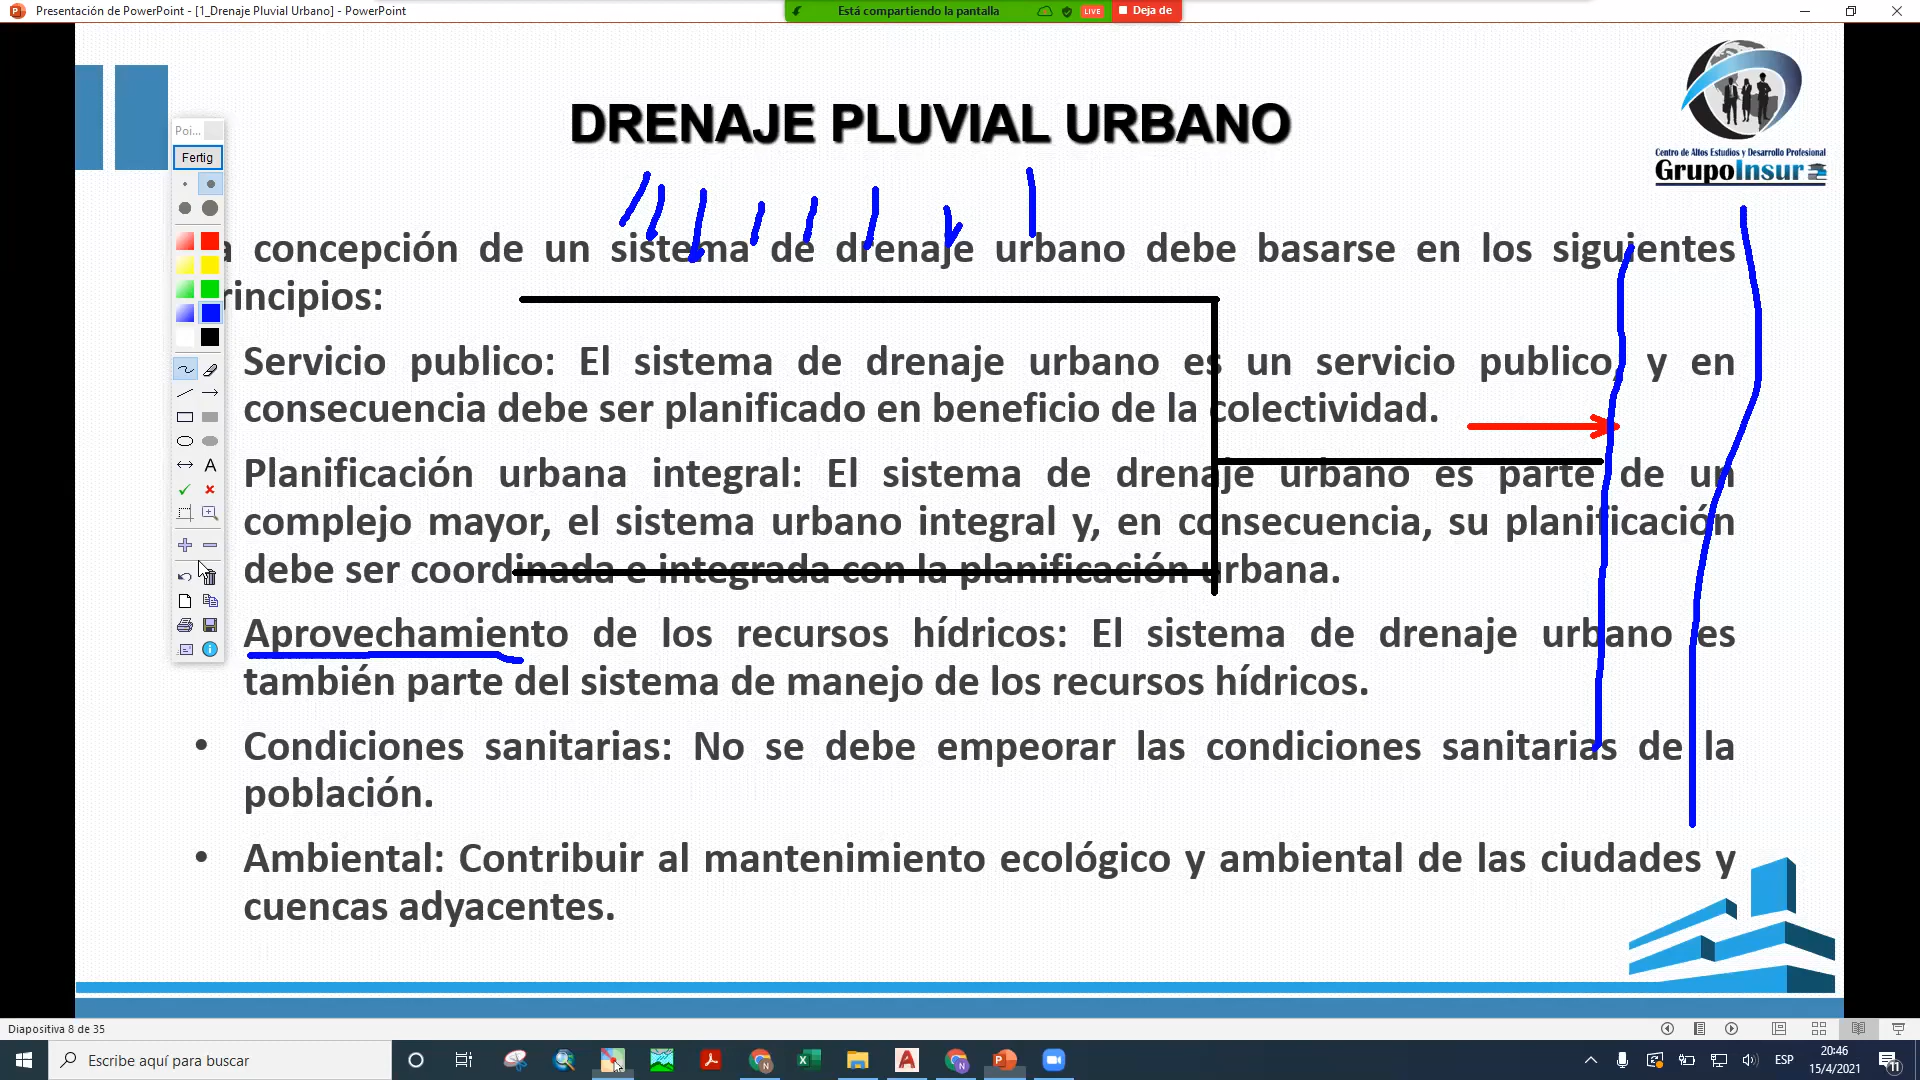 Presentación de PowerPoint - [1_Drenaje Pluvial Urbano] - PowerPoint
Está compartiendo la pantalla
LIVE
Deja de
DRENAJE PLUVIAL URBANO
Centro de Altos Estudios y Desarrollo Profesional
GrupoInsur
Poi...
Fertig
concepción de un sistema de drenaje urbano debe basarse en los siguientes
rincipios:
Servicio publico: El sistema de drenaje urbano es un servicio publico, y en
consecuencia debe ser planificado en beneficio de la colectividad.
Planificación urbana integral: El sistema de drenaje urbano es parte de un
complejo mayor, el sistema urbano integral y, en consecuencia, su planificación
debe ser coordinada e integrada con la planificación urbana.
Aprovechamiento de los recursos hídricos: El sistema de drenaje urbano es
también parte del sistema de manejo de los recursos hídricos.
• Condiciones sanitarias: No se debe empeorar las condiciones sanitarias de la
población.
• Ambiental: Contribuir al mantenimiento ecológico y ambiental de las ciudades y
cuencas adyacentes.
Diapositiva 8 de 35
Escribe aquí para buscar
ESP
20:46
15/4/2021
11